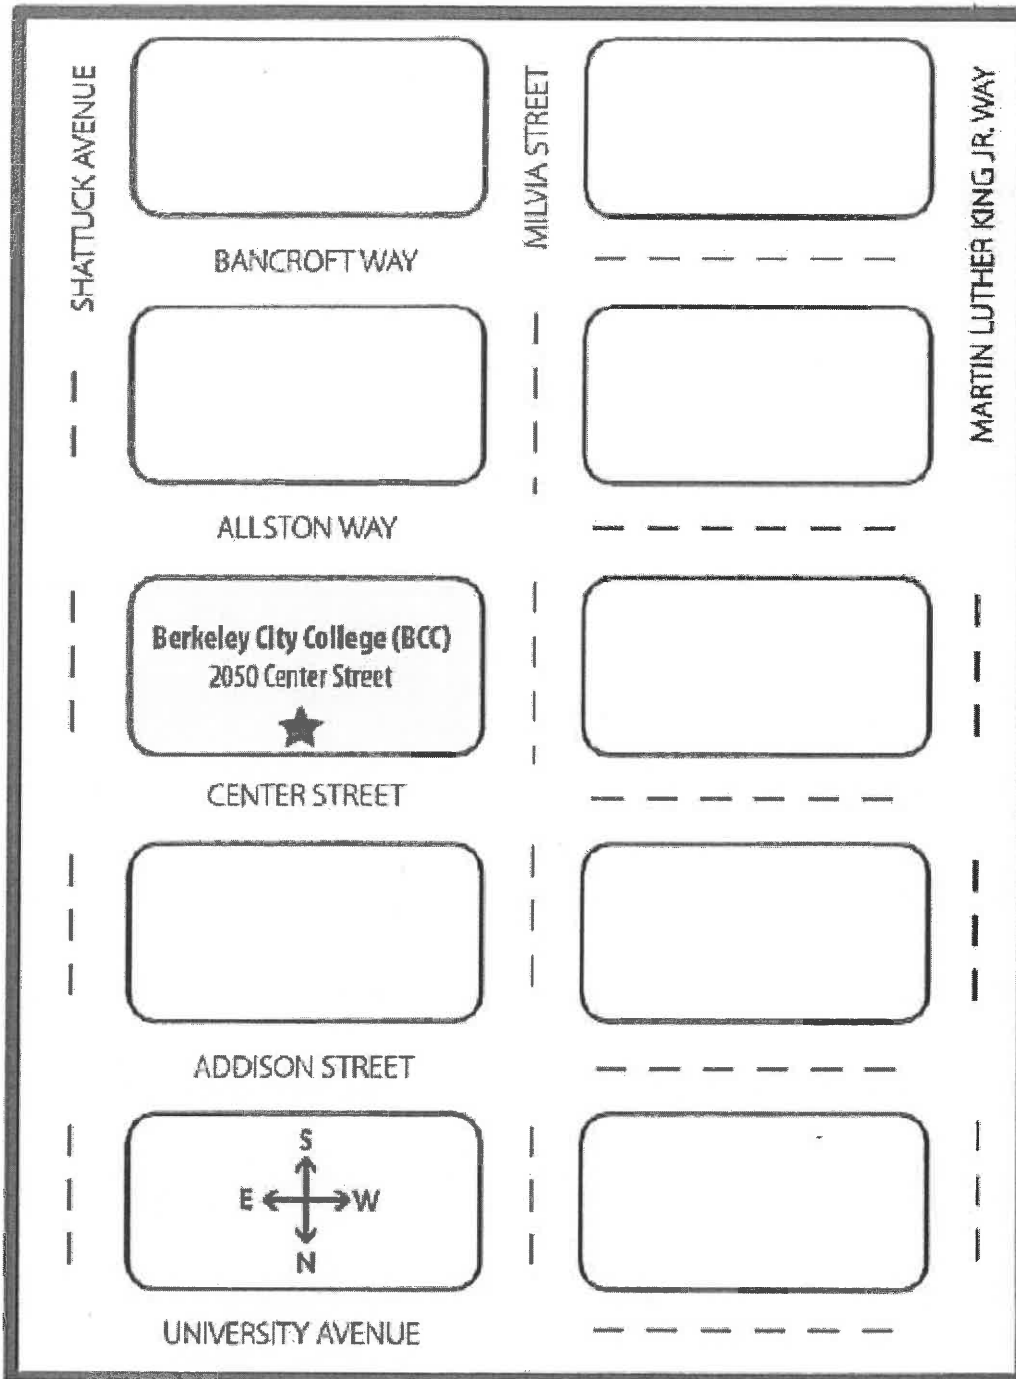 SHATTUCK AVENUE
MILVIA STREET
MARTIN LUTHER KING JR. WAY
BANCROFT WAY
ALLSTON WAY
Berkeley City College (BCC)
2050 Center Street
CENTER STREET
ADDISON STREET
S
E W
N
UNIVERSITY AVENUE